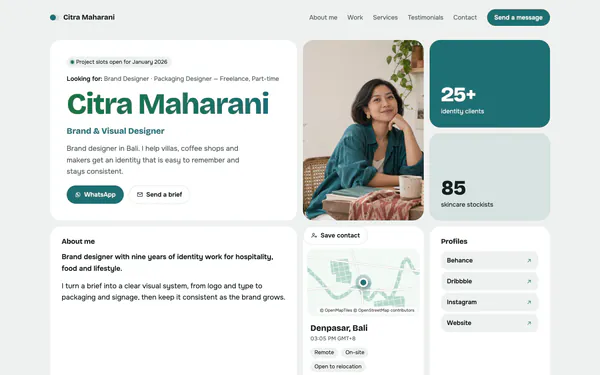 Citra Maharani
About me
Work
Services
Testimonials
Contact
Send a message
Project slots open for January 2026
Looking for: Brand Designer · Packaging Designer — Freelance, Part-time
Citra Maharani
Brand & Visual Designer
Brand designer in Bali. I help villas, coffee shops and
makers get an identity that is easy to remember and
stays consistent.
WhatsApp
Send a brief
25+
identity clients
85
skincare stockists
About me
Brand designer with nine years of identity work for hospitality,
food and lifestyle.
I turn a brief into a clear visual system, from logo and type to
packaging and signage, then keep it consistent as the brand grows.
Save contact
© OpenMapTiles © OpenStreetMap contributors
Denpasar, Bali
03:05 PM GMT+8
Remote
On-site
Open to relocation
Profiles
Behance
Dribbble
Instagram
Website